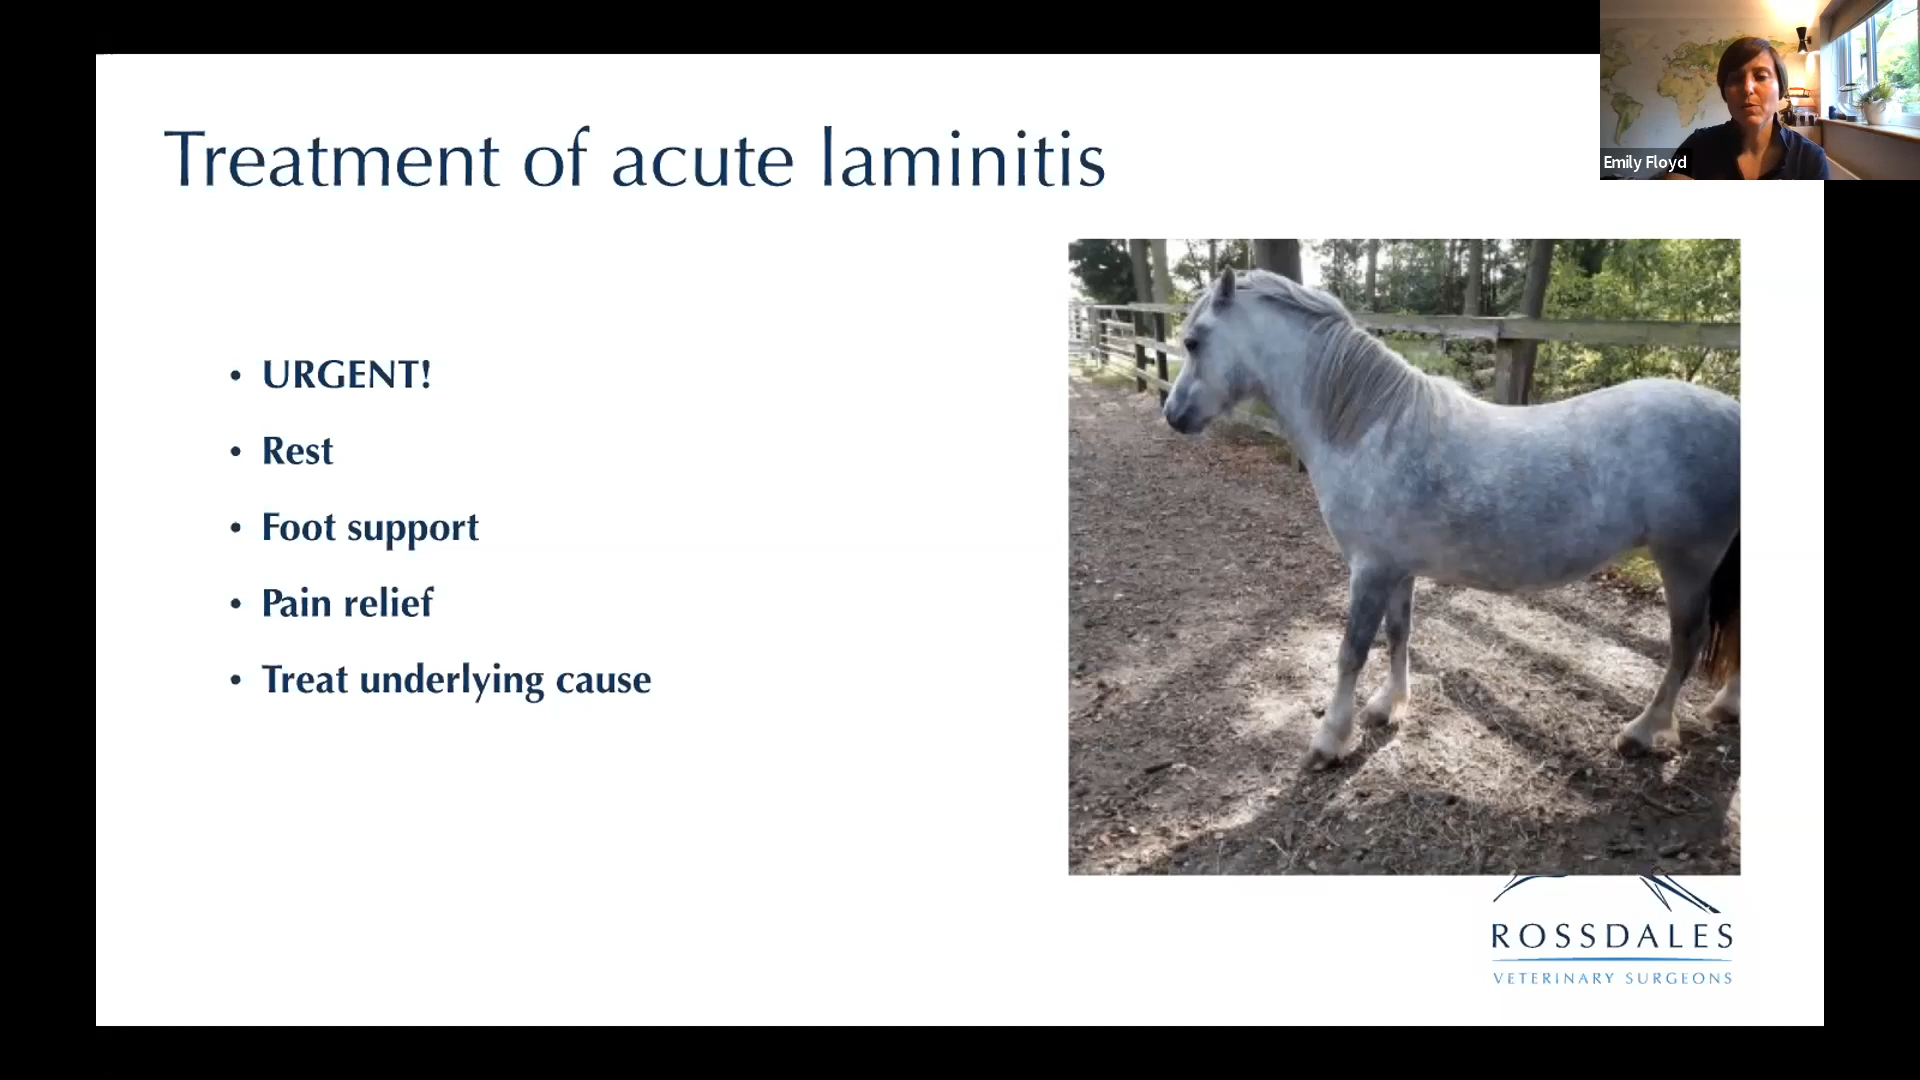 Emily Floyd
Treatment of acute laminitis
• URGENT!
• Rest
• Foot support
• Pain relief
• Treat underlying cause
ROSSDALES
VETERINARY SURGEONS